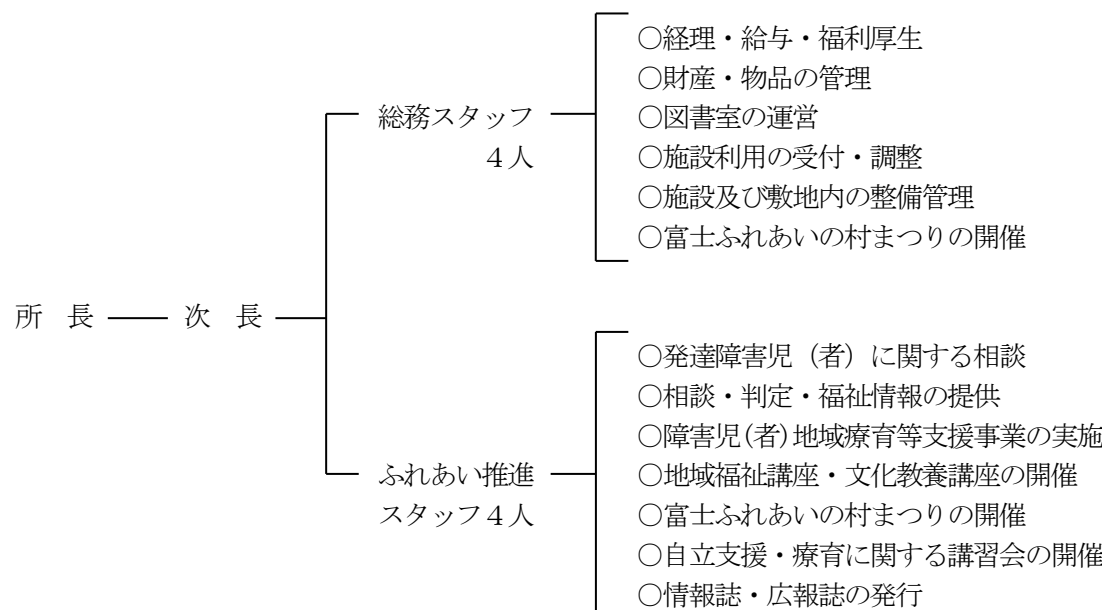 所　長
次　長
総務スタッフ
４人
○経理・給与・福利厚生
○財産・物品の管理
○図書室の運営
○施設利用の受付・調整
○施設及び敷地内の整備管理
○富士ふれあいの村まつりの開催
ふれあい推進
スタッフ４人
○発達障害児（者）に関する相談
○相談・判定・福祉情報の提供
○障害児(者)地域療育等支援事業の実施
○地域福祉講座・文化教養講座の開催
○富士ふれあいの村まつりの開催
○自立支援・療育に関する講習会の開催
○情報誌・広報誌の発行